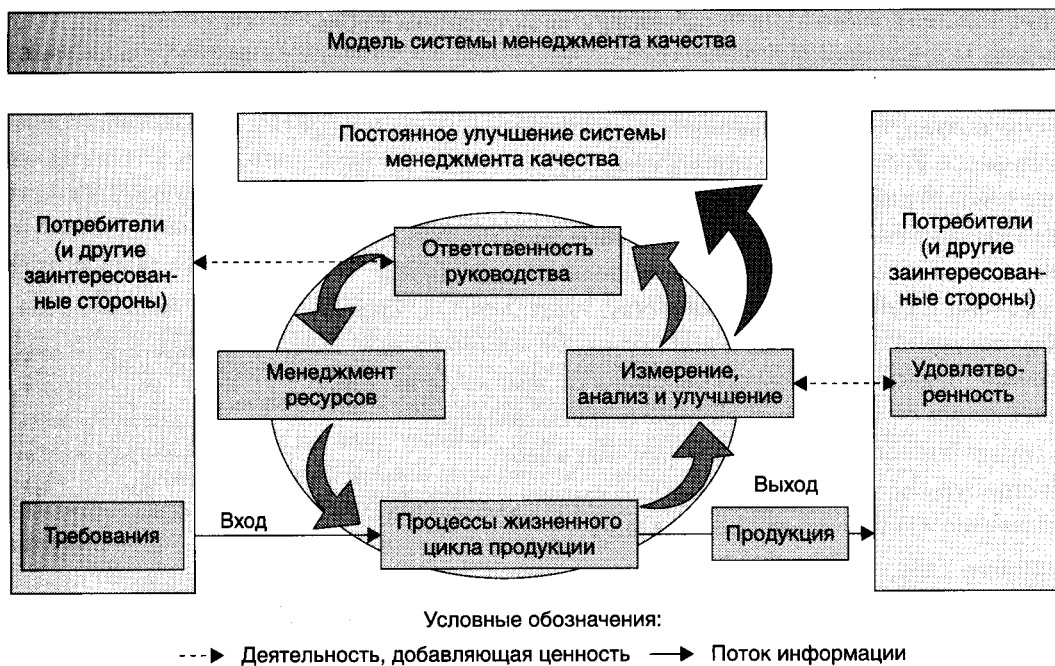 Модель системы менеджмента качества
Постоянное улучшение системы
менеджмента качества
Потребители
(и другие
заинтересован-
ные стороны)
Ответственность
руководства
Потребители
(и другие
заинтересован-
ные стороны)
Менеджмент
ресурсов
Измерение,
анализ и улучшение
Удовлетво-
ренность
Требования
Вход
Процессы жизненного
цикла продукции
Выход
Продукция
Условные обозначения:
Деятельность, добавляющая ценность
Поток информации